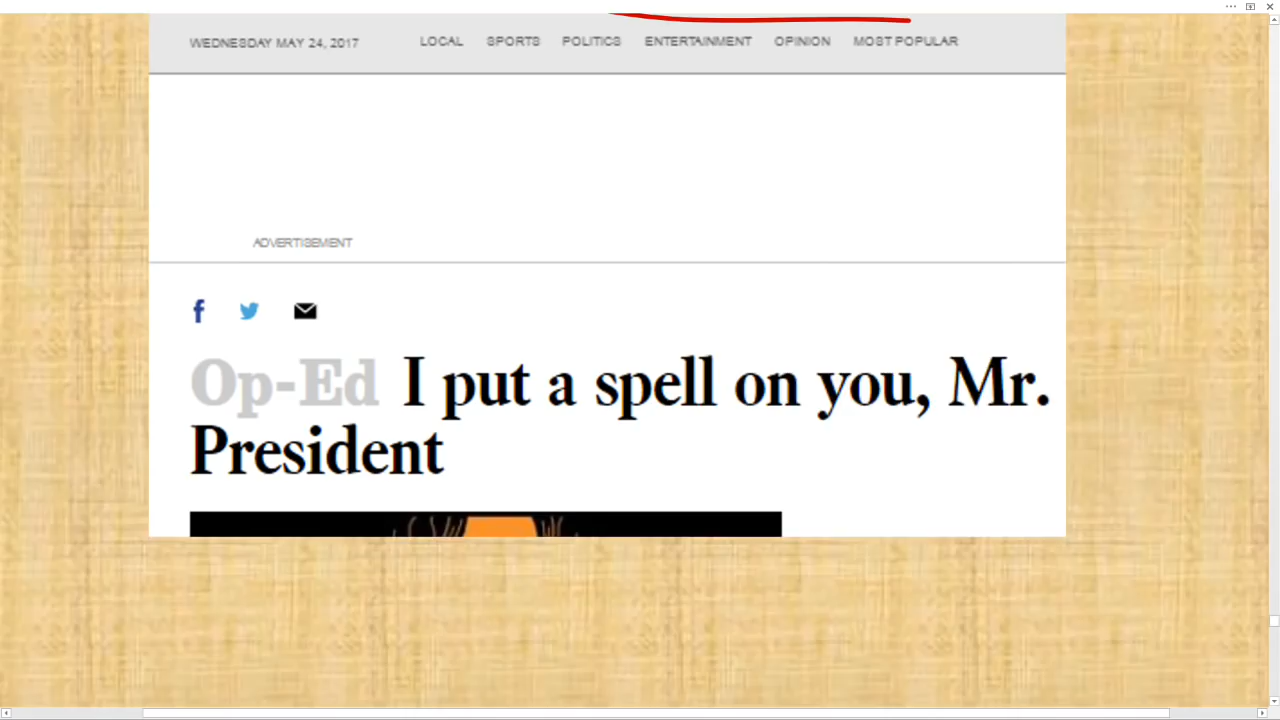 WEDNESDAY MAY 24, 2017 LOCAL SPORTS POLITICS ENTERTAINMENT OPINION MOST POPULAR
ADVERTISEMENT
Op-Ed I put a spell on you, Mr.
President